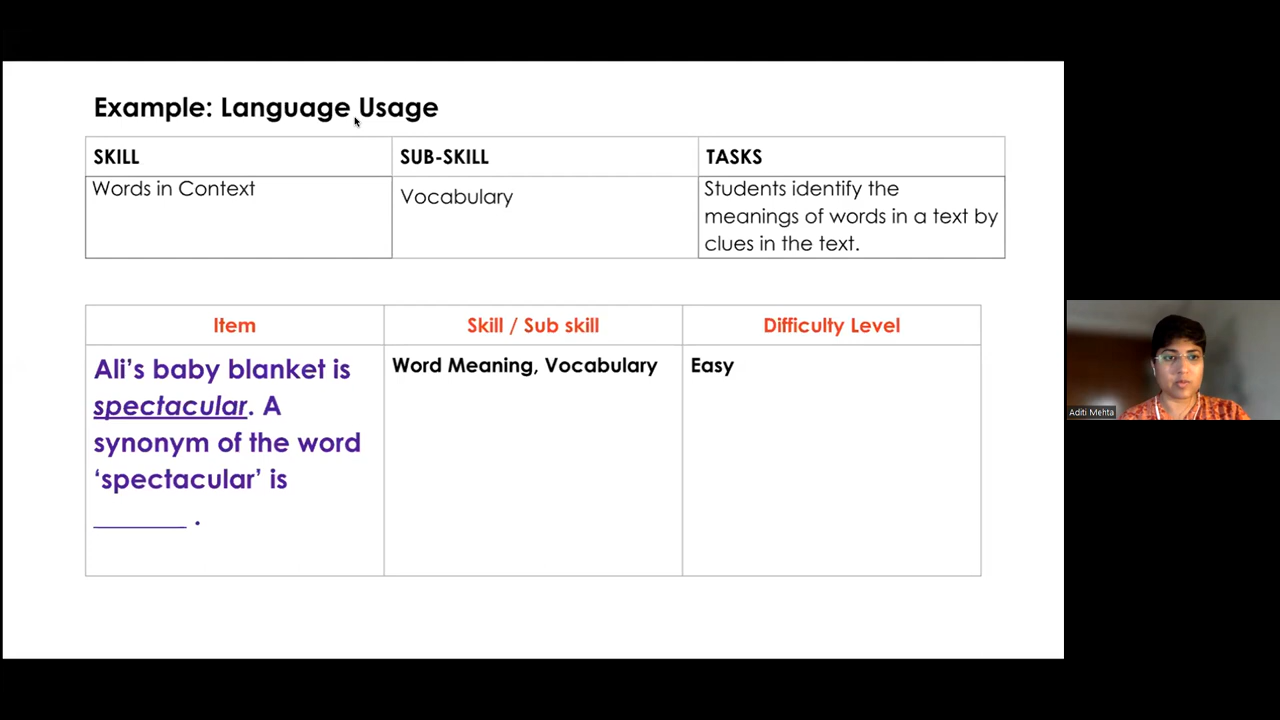 Example: Language Usage
SKILL
SUB-SKILL
TASKS
Words in Context
Vocabulary
Students identify the
meanings of words in a text by
clues in the text.
Item
Skill / Sub skill
Difficulty Level
Ali’s baby blanket is
spectacular. A
synonym of the word
‘spectacular’ is
_______ .
Word Meaning, Vocabulary
Easy
Aditi Mehta